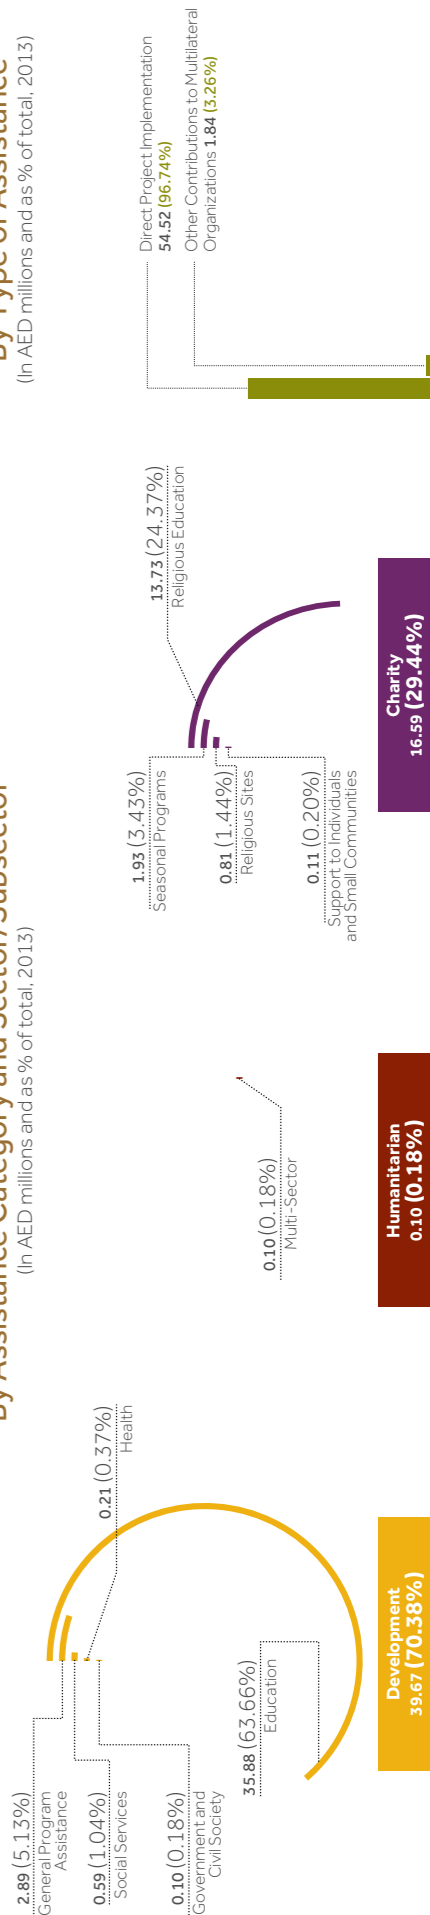 By Assistance Category and Sector/Subsector
(In AED millions and as % of total, 2013)
2.89 (5.13%)
General Program
Assistance
0.59 (1.04%)
Social Services
0.10 (0.18%)
Government and
Civil Society
0.21 (0.37%)
Health
35.88 (63.66%)
Education
Development
39.67 (70.38%)
0.10 (0.18%)
Multi-Sector
Humanitarian
0.10 (0.18%)
1.93 (3.43%)
Seasonal Programs
0.81 (1.44%)
Religious Sites
0.11 (0.20%)
Support to Individuals
and Small Communities
13.73 (24.37%)
Religious Education
Charity
16.59 (29.44%)
By Type of Assistance
(In AED millions and as % of total, 2013)
Direct Project Implementation
54.52 (96.74%)
Other Contributions to Multilateral
Organizations 1.84 (3.26%)